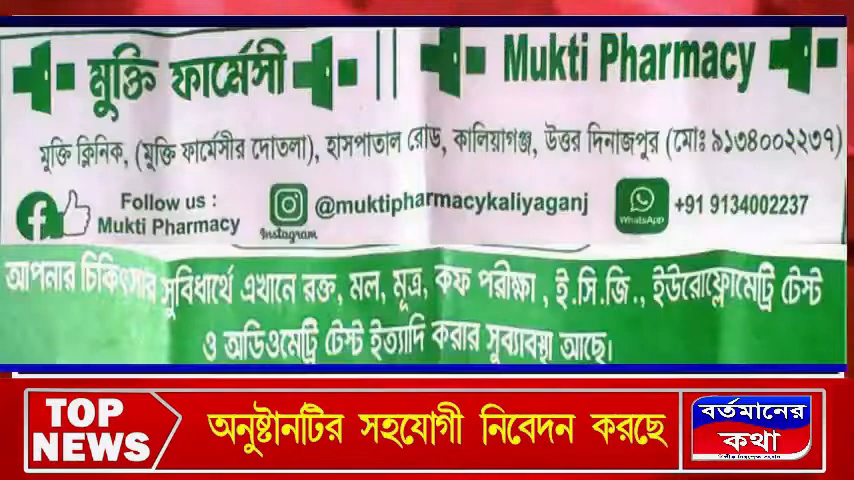 মুক্তি ফার্মেসী || Mukti Pharmacy
মুক্তি ক্লিনিক, (মুক্তি ফার্মেসীর দোতলা), হাসপাতাল রোড, কালিয়াগঞ্জ, উত্তর দিনাজপুর (মোঃ ৯১৩৪০০২২৩৭)
Follow us :
Mukti Pharmacy
Instagram
@muktipharmacykaliyaganj
WhatsApp
+91 9134002237
আপনার চিকিৎসার সুবিধার্থে এখানে রক্ত, মল, মূত্র, কফ পরীক্ষা , ই.সি.জি., ইউরোফ্লোমেট্রি টেস্ট
ও অডিওমেট্রি টেস্ট ইত্যাদি করার সুব্যাবস্থা আছে।
TOP
NEWS
অনুষ্টানটির সহযোগী নিবেদন করছে
বর্তমানের
কথা